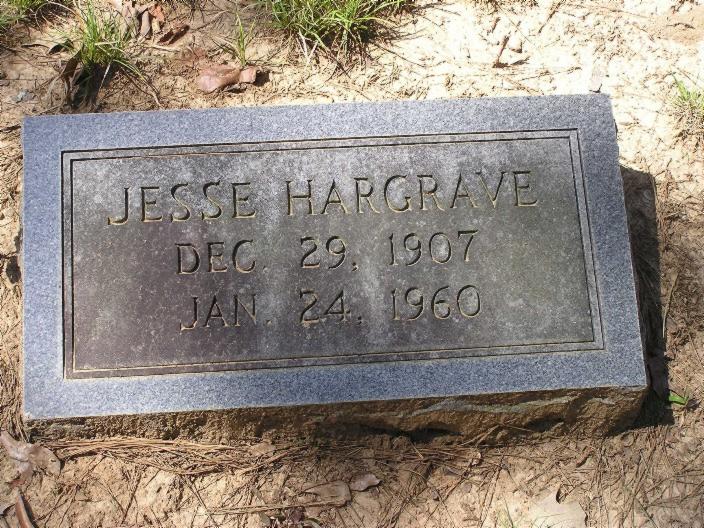 JESSE HARGRAVE
DEC. 29, 1907
JAN. 24, 1960